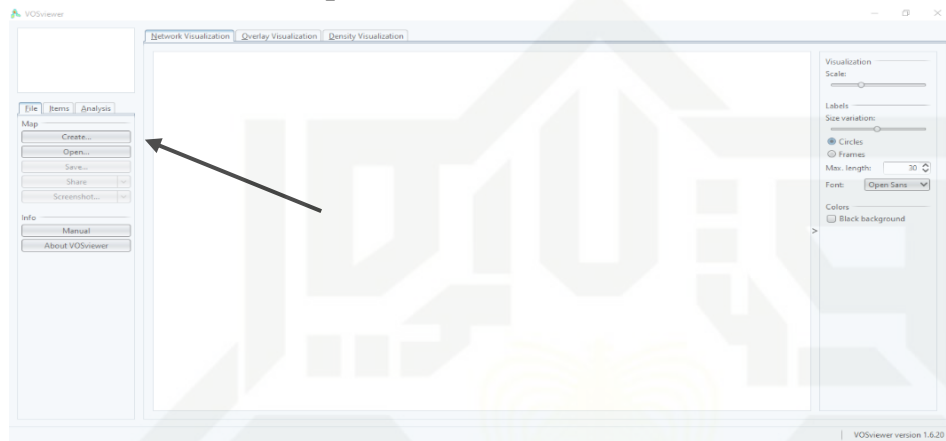 VOSviewer
Network Visualization Overlay Visualization Density Visualization
File Items Analysis
Map
Create...
Open...
Save...
Share
Screenshot...
Info
Manual
About VOSviewer
Visualization
Scale:
Labels
Size variation:
Circles
Frames
Max. length: 30
Font: Open Sans
Colors
Black background
>
VOSviewer version 1.6.20